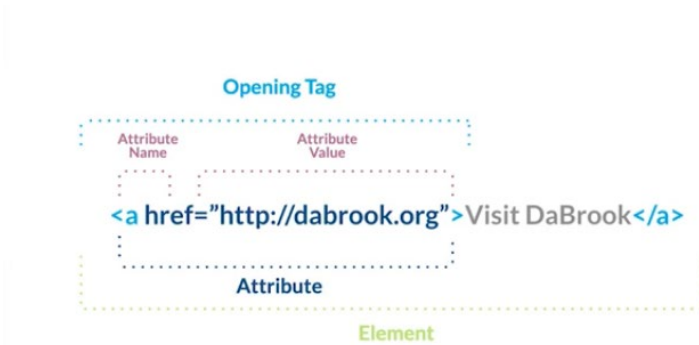 Opening Tag
Attribute
Name
Attribute
Value
<a href=”http://dabrook.org”>Visit DaBrook</a>
Attribute
Element